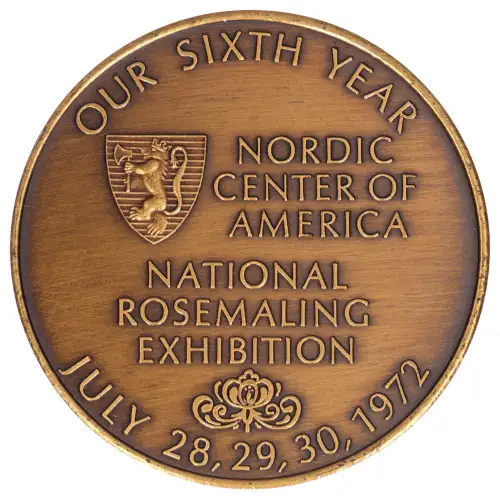 OUR SIXTH YEAR
NORDIC
CENTER OF
AMERICA
NATIONAL
ROSEMALING
EXHIBITION
JULY 28, 29, 30, 1972